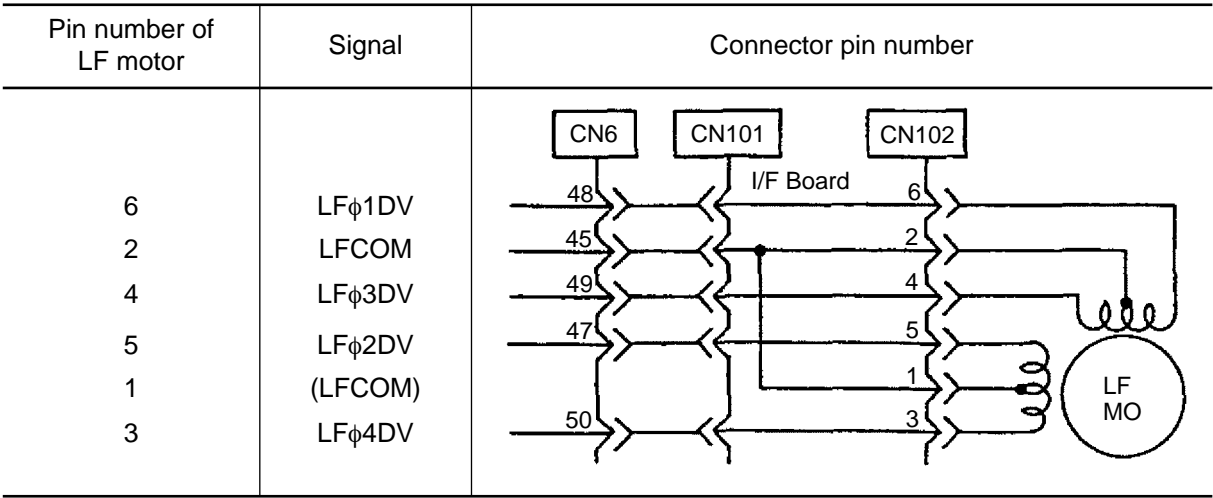 Pin number of
LF motor
Signal
Connector pin number
CN6 CN101 CN102
I/F Board
6 LFφ1DV 48 6
2 LFCOM 45 2
4 LFφ3DV 49 4
5 LFφ2DV 47 5
1 (LFCOM) 1
3 LFφ4DV 50 3
LF
MO